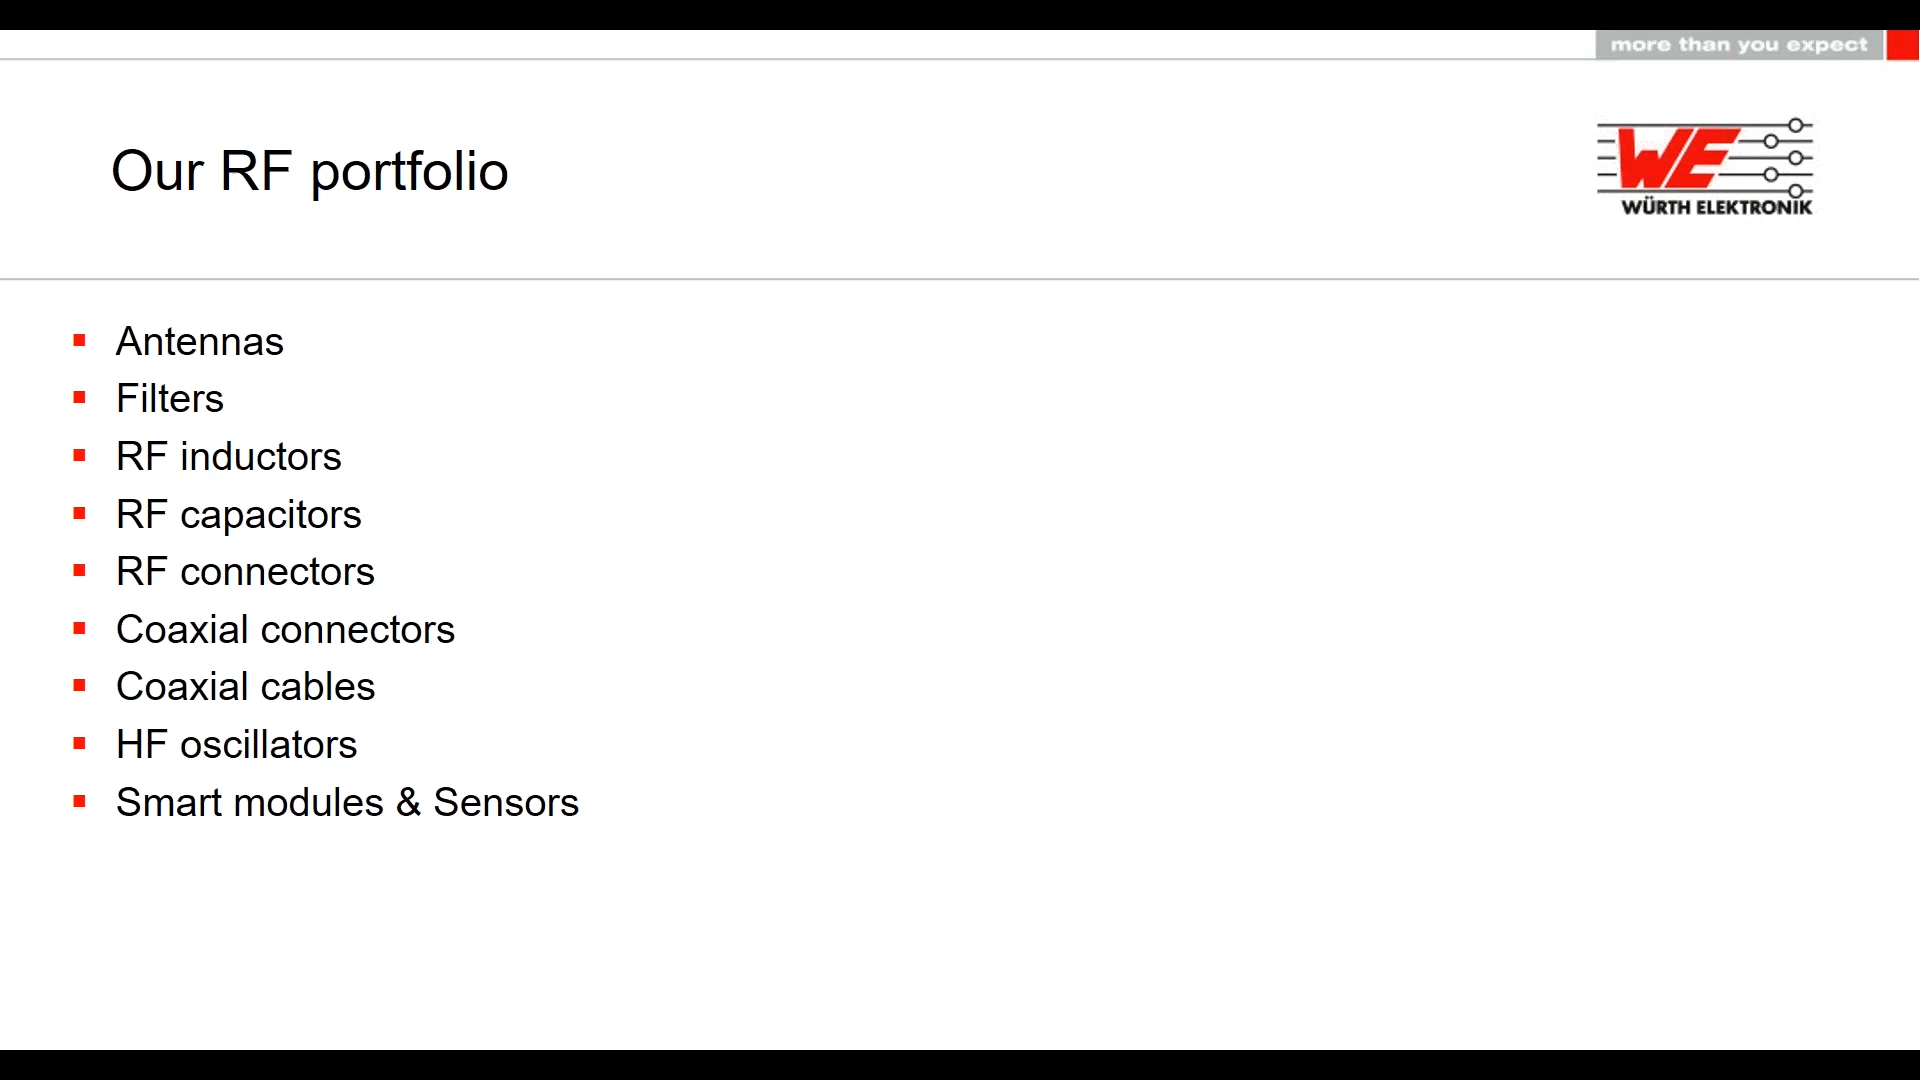 more than you expect
Our RF portfolio
WE
WÜRTH ELEKTRONIK
Antennas
Filters
RF inductors
RF capacitors
RF connectors
Coaxial connectors
Coaxial cables
HF oscillators
Smart modules & Sensors